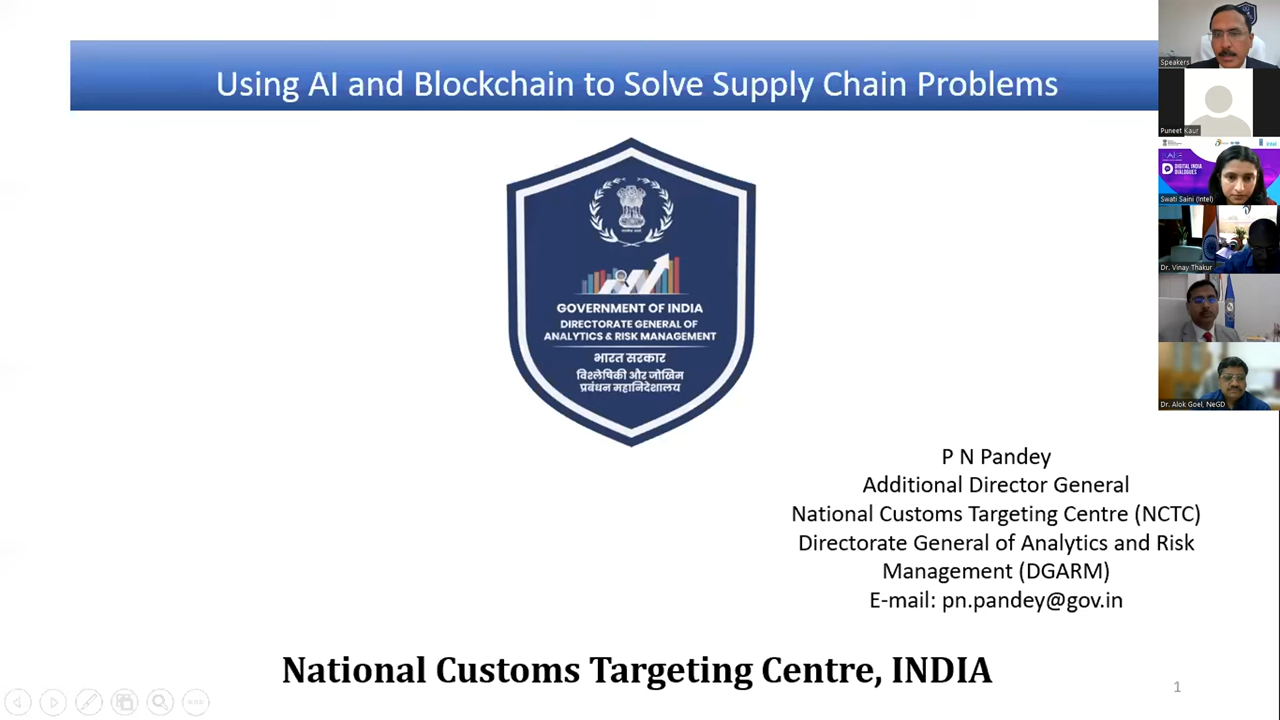 Using AI and Blockchain to Solve Supply Chain Problems
GOVERNMENT OF INDIA
DIRECTORATE GENERAL OF
ANALYTICS & RISK MANAGEMENT
भारत सरकार
विश्लेषिकी और जोखिम
प्रबंधन महानिदेशालय
P N Pandey
Additional Director General
National Customs Targeting Centre (NCTC)
Directorate General of Analytics and Risk
Management (DGARM)
E-mail: pn.pandey@gov.in
National Customs Targeting Centre, INDIA
1
Speakers
Puneet Kaur
DIGITAL INDIA
DIALOGUES
intel
Swati Saini (Intel)
Dr. Vinay Thakur
Dr. Alok Goel, NeGD